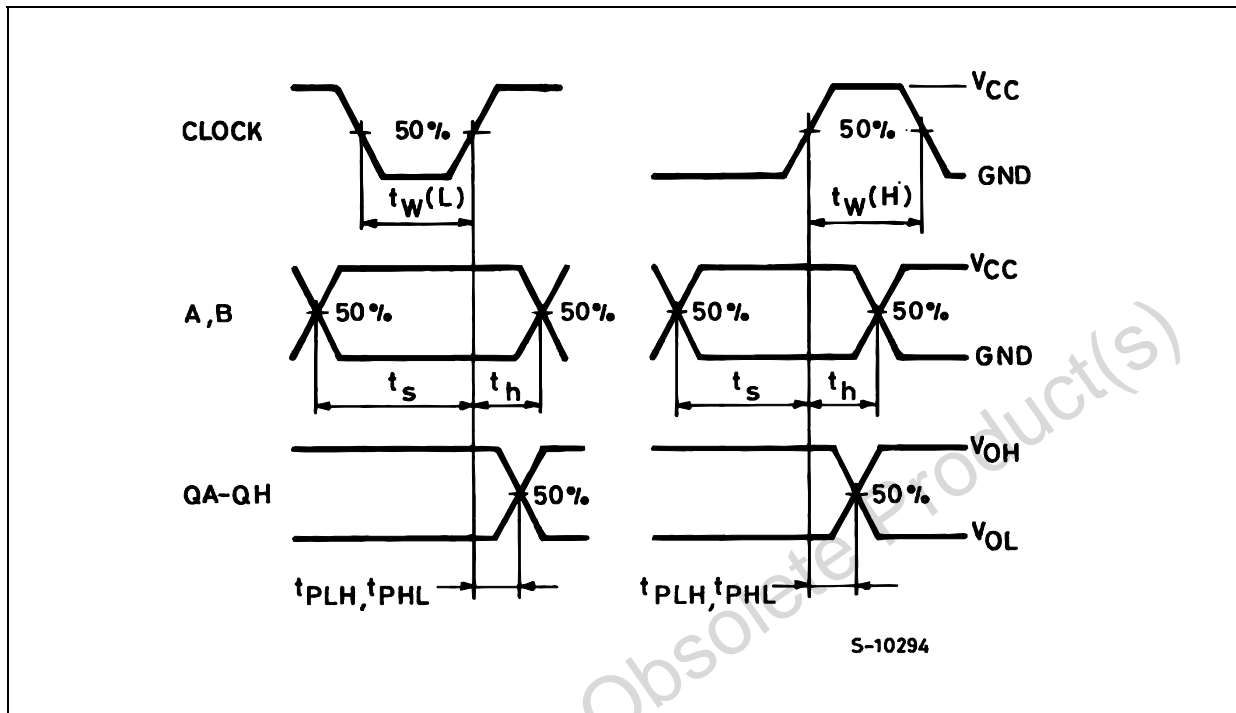 CLOCK 50% 50% VCC
GND
tW(L) tW(H)
A,B 50% 50% 50% 50% VCC
GND
ts th ts th
QA-QH 50% 50% VOH
VOL
tPLH,tPHL tPLH,tPHL
S-10294
Obsolete Product(s)